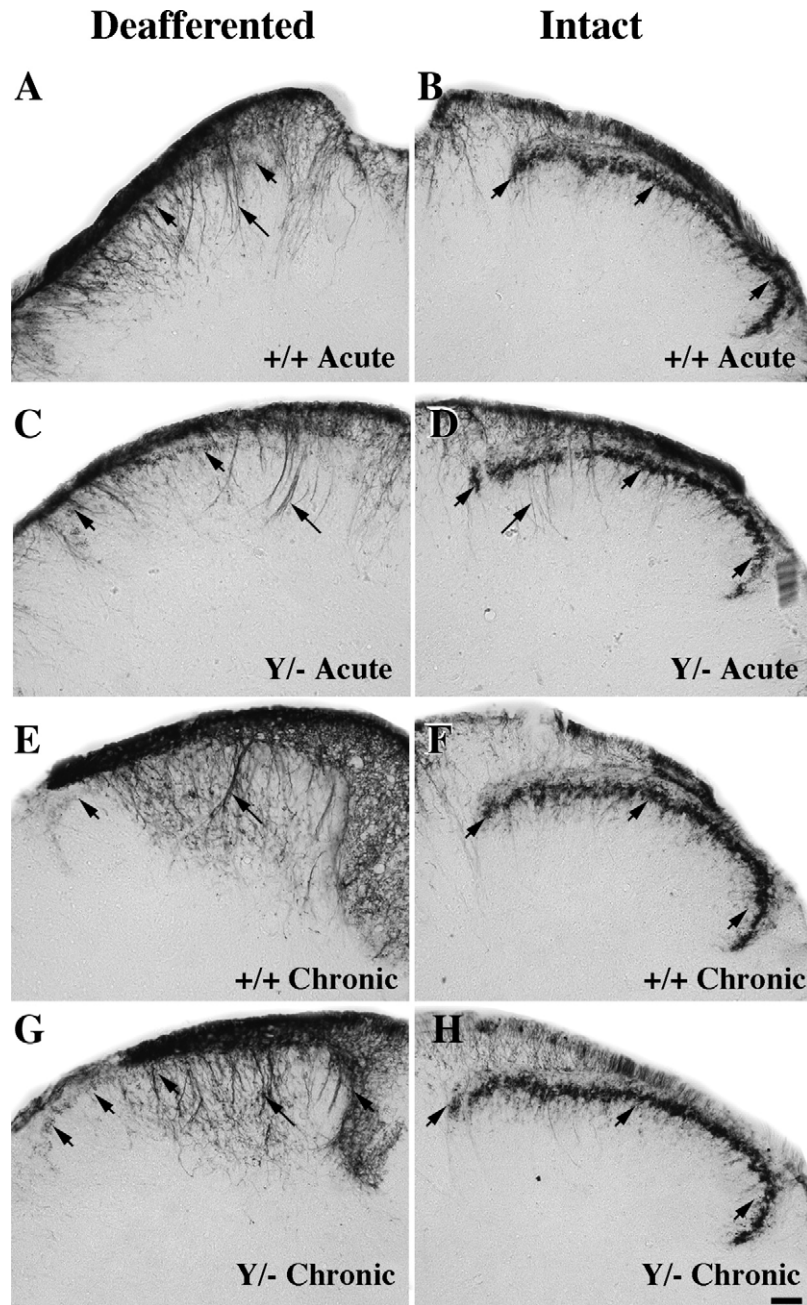 Deafferented Intact
A B
+/+ Acute +/+ Acute
C D
Y/- Acute Y/- Acute
E F
+/+ Chronic +/+ Chronic
G H
Y/- Chronic Y/- Chronic